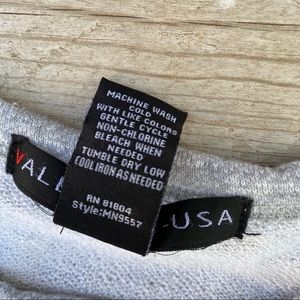 MACHINE WASH
COLD
WITH LIKE COLORS
GENTLE CYCLE
NON-CHLORINE
BLEACH WHEN
NEEDED
TUMBLE DRY LOW
COOL IRON AS NEEDED
RN 81804
Style:MN9557
USA